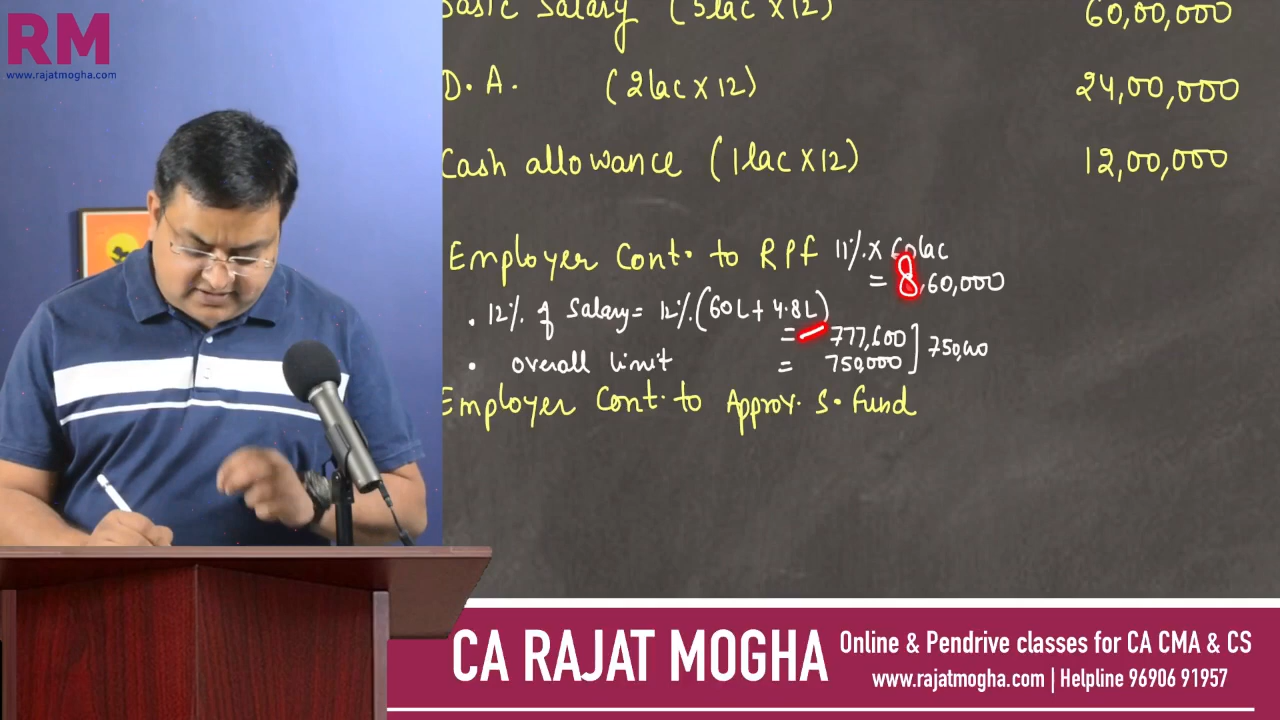 RM
www.rajatmogha.com
Basic Salary (5lac X 12) 60,00,000
D.A. (2lac X 12) 24,00,000
Cash allowance (1lac X 12) 12,00,000
Employer Cont. to RPf 11% X lac
= 8,60,000
. 12% of Salary = 12% (60L + 4.8L)
= 777,600
. overall limit = 750,000
Employer Cont. to Approv. S. Fund
CA RAJAT MOGHA
Online & Pendrive classes for CA CMA & CS
www.rajatmogha.com | Helpline 96906 91957